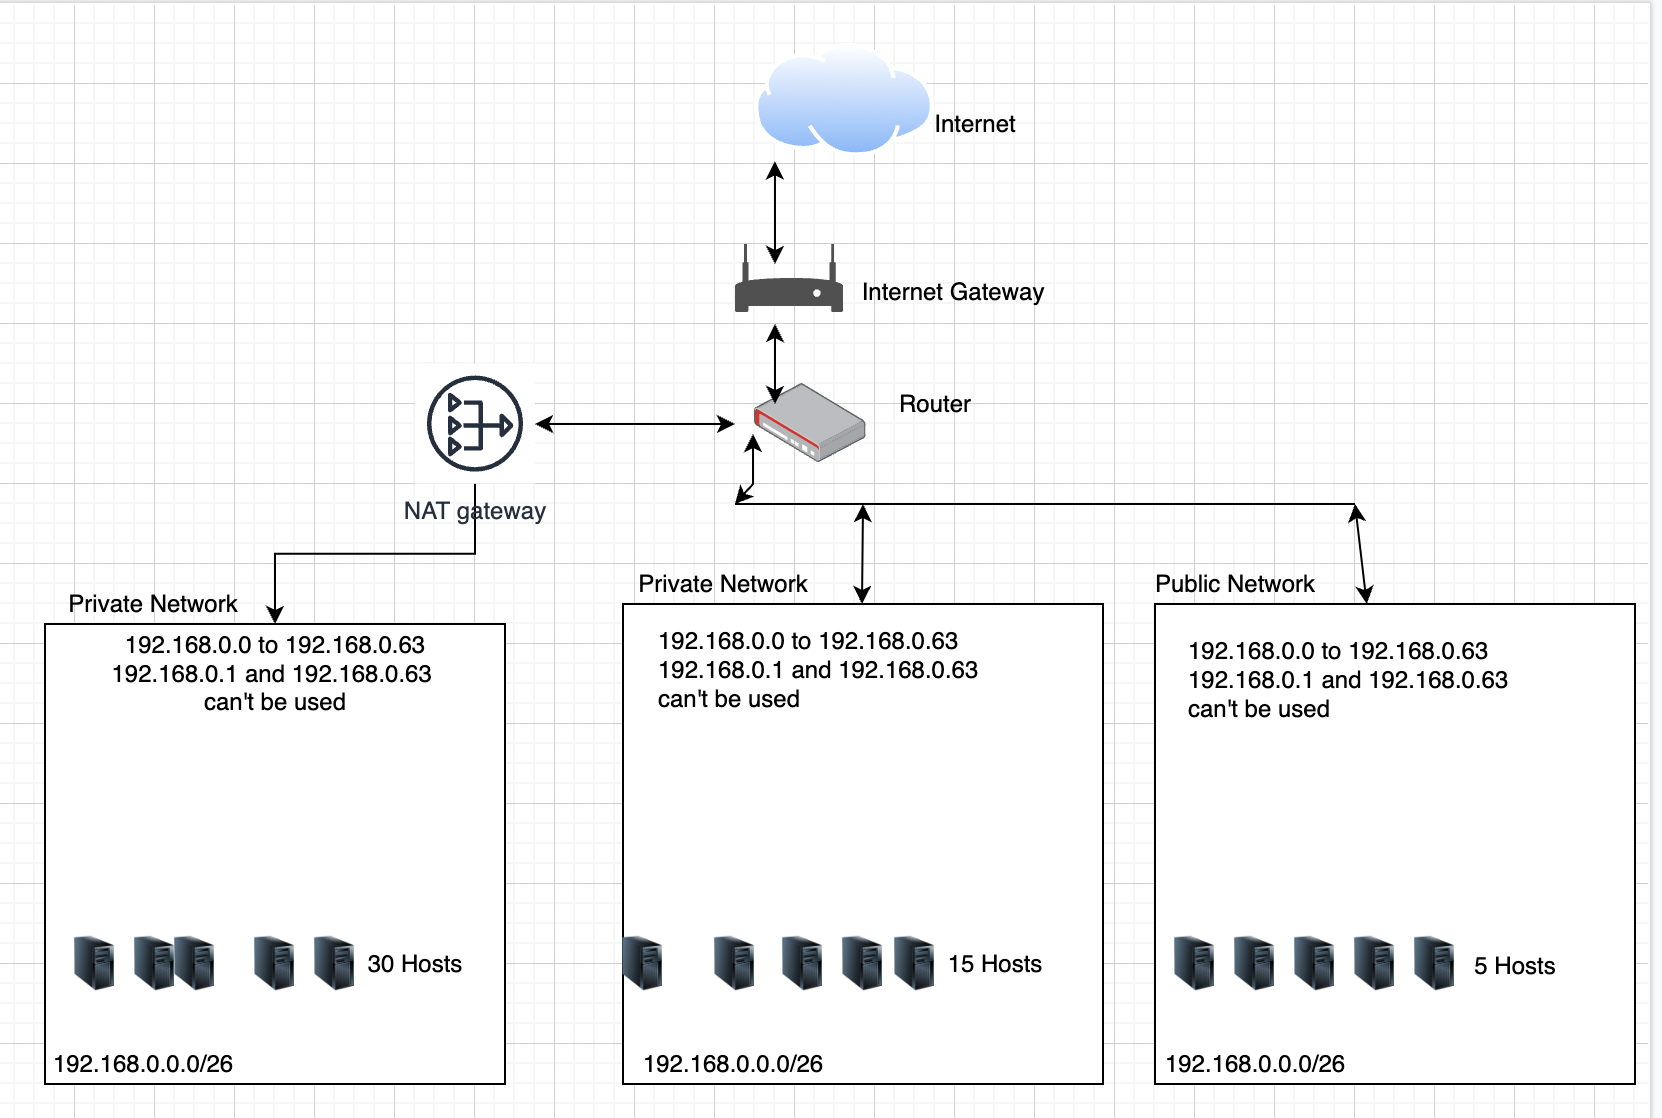 Internet
Internet Gateway
Router
NAT gateway
Private Network
192.168.0.0 to 192.168.0.63
192.168.0.1 and 192.168.0.63
can't be used
30 Hosts
192.168.0.0.0/26
Private Network
192.168.0.0 to 192.168.0.63
192.168.0.1 and 192.168.0.63
can't be used
15 Hosts
192.168.0.0.0/26
Public Network
192.168.0.0 to 192.168.0.63
192.168.0.1 and 192.168.0.63
can't be used
5 Hosts
192.168.0.0.0/26